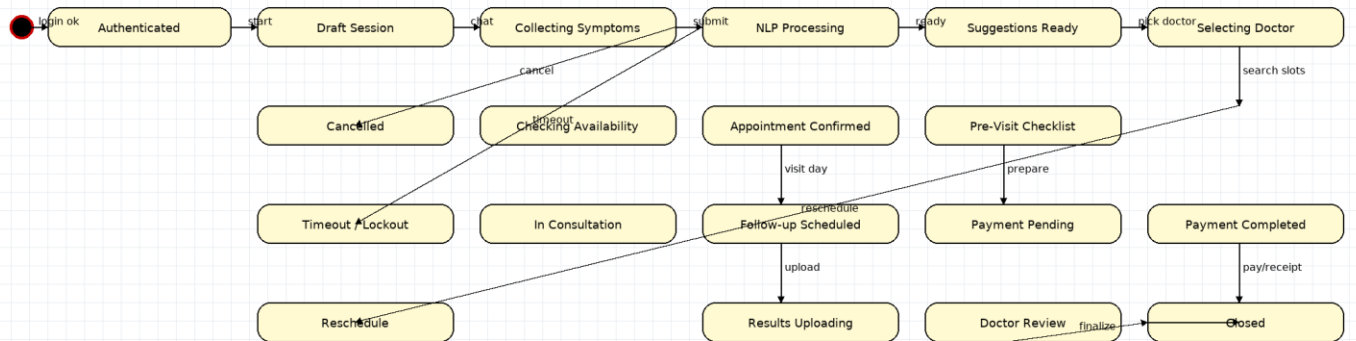 login ok
Authenticated
start
Draft Session
chat
Collecting Symptoms
submit
NLP Processing
ready
Suggestions Ready
pick doctor
Selecting Doctor
cancel
search slots
Cancelled
timeout
Checking Availability
Appointment Confirmed
Pre-Visit Checklist
visit day
prepare
reschedule
Timeout / Lockout
In Consultation
Follow-up Scheduled
Payment Pending
Payment Completed
upload
pay/receipt
Reschedule
Results Uploading
Doctor Review
finalize
Closed